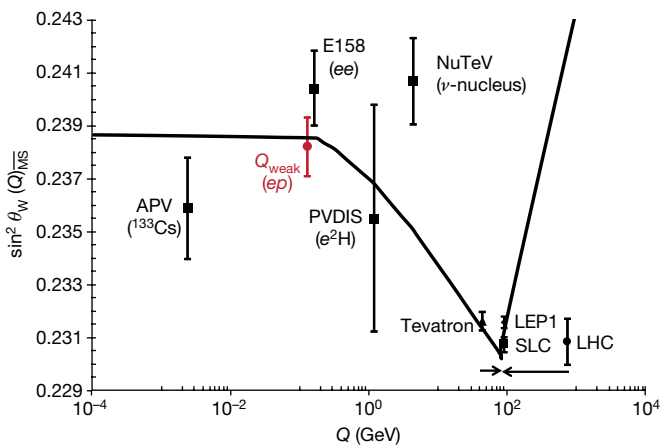 0.243
0.241
0.239
0.237
0.235
0.233
0.231
0.229
sin² θ_W (Q)_MS̅
E158
(ee)
NuTeV
(ν-nucleus)
Q_weak
(ep)
APV
(¹³³Cs)
PVDIS
(e²H)
Tevatron
LEP1
SLC
LHC
10⁻⁴
10⁻²
10⁰
10²
10⁴
Q (GeV)